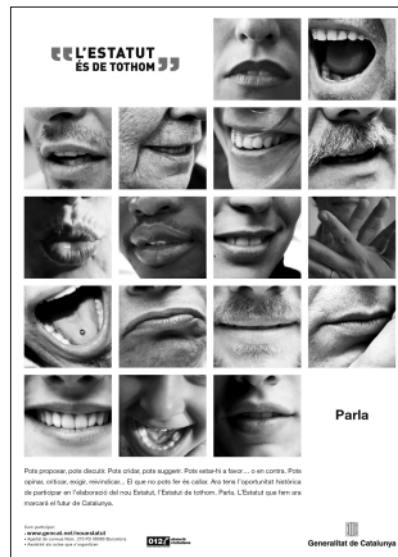 “L'ESTATUT
ÉS DE TOTHOM”
Parla
Pots proposar, pots discutir. Pots cridar, pots suggerir. Pots estar-hi a favor... o en contra. Pots
opinar, criticar, exigir, reivindicar... El que no pots fer és callar. Ara tens l'oportunitat històrica
de participar en l'elaboració del nou Estatut, l'Estatut de tothom. Parla. L'Estatut que fem ara
marcarà el futur de Catalunya.
Com participar:
• www.gencat.net/nouestatut
012
Generalitat de Catalunya